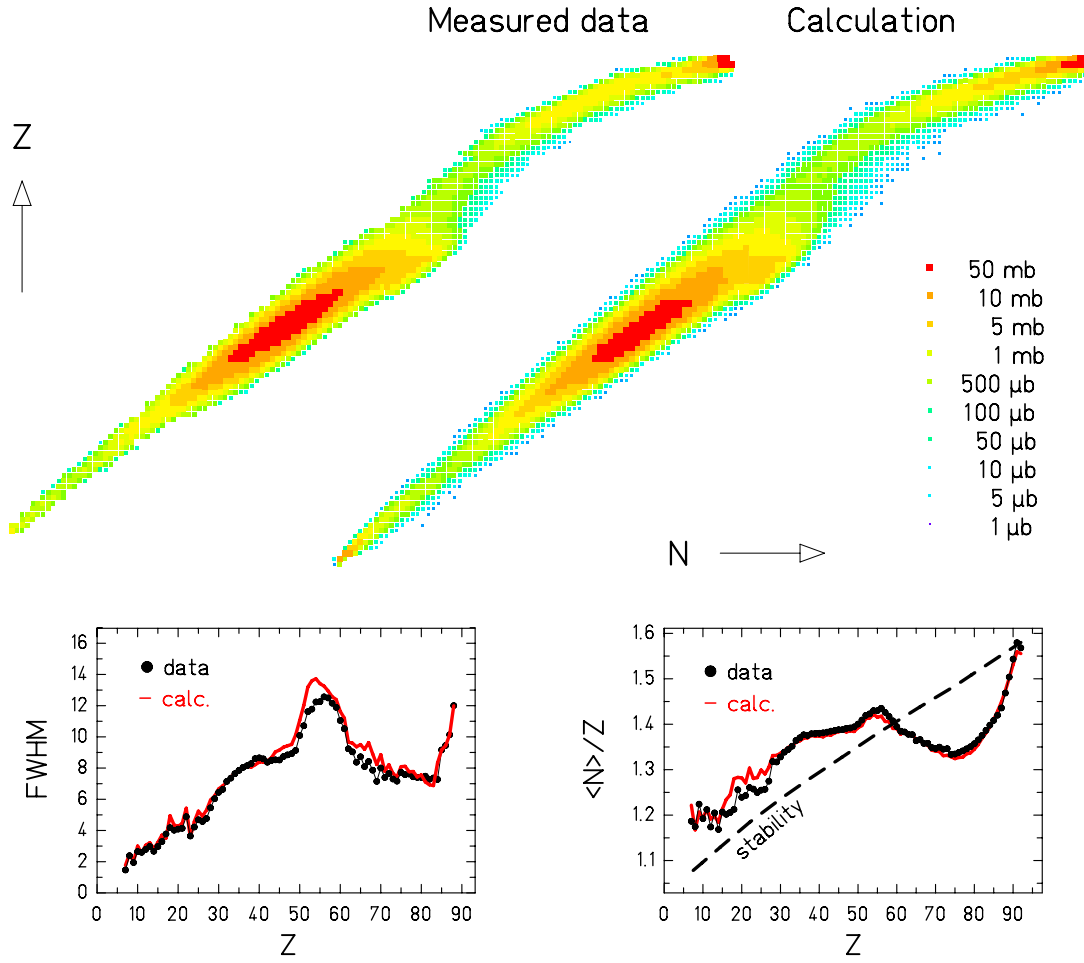 Measured data
Calculation
Z
50 mb
10 mb
5 mb
1 mb
500 µb
100 µb
50 µb
10 µb
5 µb
1 µb
N
FWHM
16
14
12
10
8
6
4
2
0
data
calc.
0 10 20 30 40 50 60 70 80 90
Z
<N>/Z
1.6
1.5
1.4
1.3
1.2
1.1
data
calc.
stability
0 10 20 30 40 50 60 70 80 90
Z